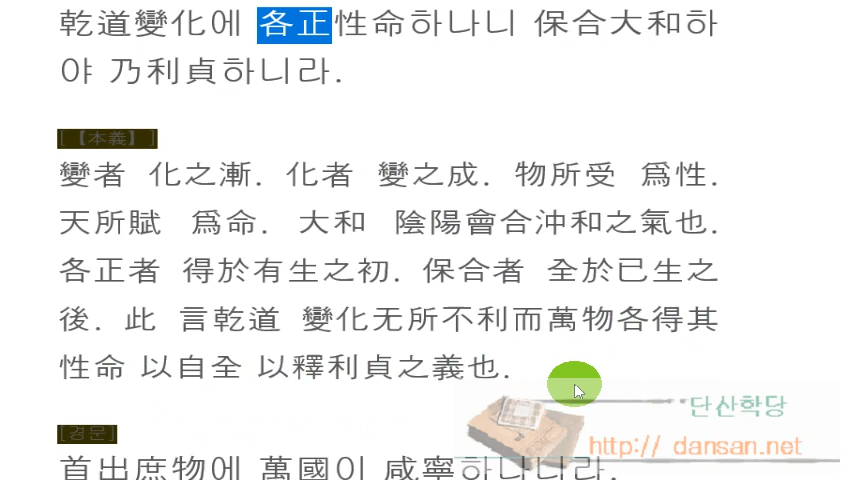 乾道變化에 各正性命하나니 保合大和하
야 乃利貞하니라.
[【本義】]
變者 化之漸. 化者 變之成. 物所受 爲性.
天所賦 爲命. 大和 陰陽會合沖和之氣也.
各正者 得於有生之初. 保合者 全於已生之
後. 此 言乾道 變化无所不利而萬物各得其
性命 以自全 以釋利貞之義也.
단산학당
http://dansan.net
[경문]
首出庶物에 萬國이 咸寧하나니라.